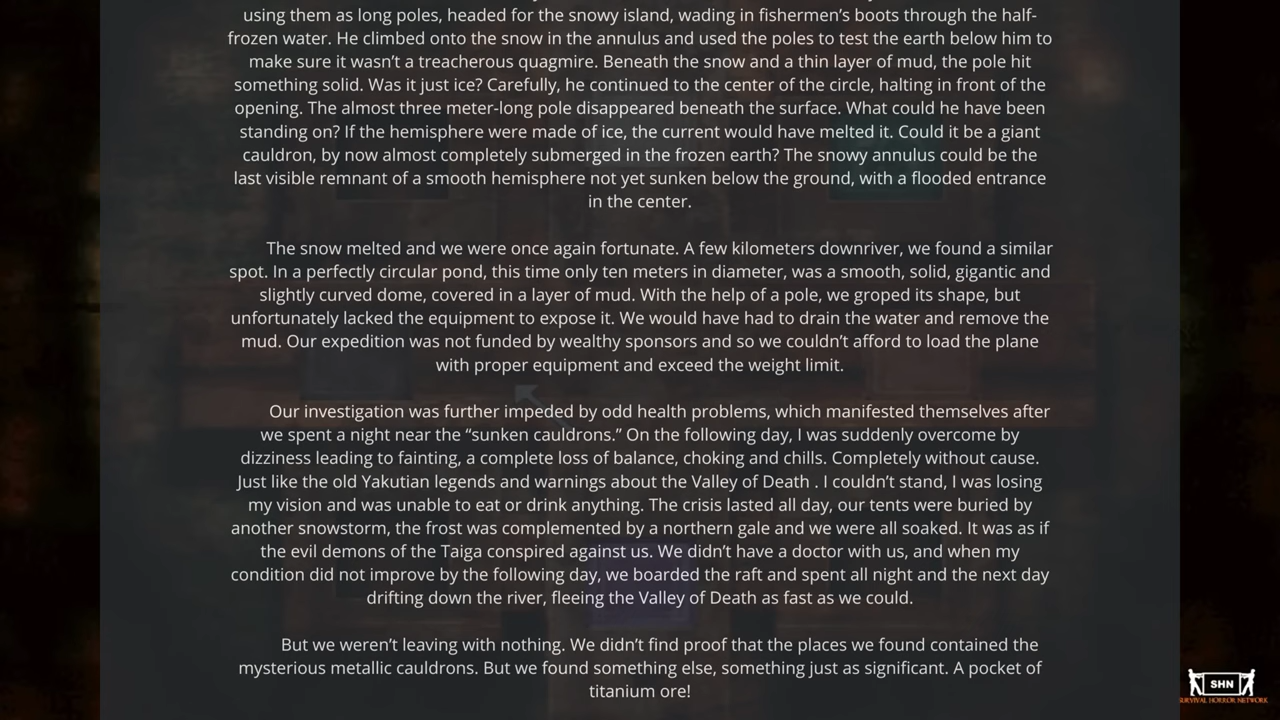 using them as long poles, headed for the snowy island, wading in fishermen’s boots through the half-
frozen water. He climbed onto the snow in the annulus and used the poles to test the earth below him to
make sure it wasn’t a treacherous quagmire. Beneath the snow and a thin layer of mud, the pole hit
something solid. Was it just ice? Carefully, he continued to the center of the circle, halting in front of the
opening. The almost three meter-long pole disappeared beneath the surface. What could he have been
standing on? If the hemisphere were made of ice, the current would have melted it. Could it be a giant
cauldron, by now almost completely submerged in the frozen earth? The snowy annulus could be the
last visible remnant of a smooth hemisphere not yet sunken below the ground, with a flooded entrance
in the center.
The snow melted and we were once again fortunate. A few kilometers downriver, we found a similar
spot. In a perfectly circular pond, this time only ten meters in diameter, was a smooth, solid, gigantic and
slightly curved dome, covered in a layer of mud. With the help of a pole, we groped its shape, but
unfortunately lacked the equipment to expose it. We would have had to drain the water and remove the
mud. Our expedition was not funded by wealthy sponsors and so we couldn’t afford to load the plane
with proper equipment and exceed the weight limit.
Our investigation was further impeded by odd health problems, which manifested themselves after
we spent a night near the “sunken cauldrons.” On the following day, I was suddenly overcome by
dizziness leading to fainting, a complete loss of balance, choking and chills. Completely without cause.
Just like the old Yakutian legends and warnings about the Valley of Death . I couldn’t stand, I was losing
my vision and was unable to eat or drink anything. The crisis lasted all day, our tents were buried by
another snowstorm, the frost was complemented by a northern gale and we were all soaked. It was as if
the evil demons of the Taiga conspired against us. We didn’t have a doctor with us, and when my
condition did not improve by the following day, we boarded the raft and spent all night and the next day
drifting down the river, fleeing the Valley of Death as fast as we could.
But we weren’t leaving with nothing. We didn’t find proof that the places we found contained the
mysterious metallic cauldrons. But we found something else, something just as significant. A pocket of
titanium ore!
SHN
SURVIVAL HORROR NETWORK